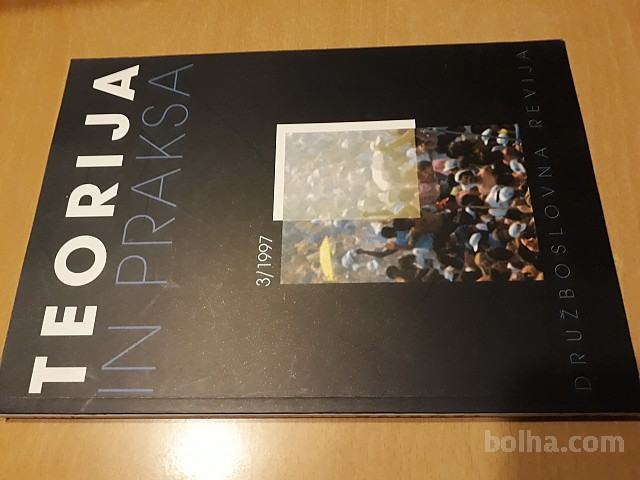 TEORIJA
IN PRAKSA
3/1997
DRUŽBOSLOVNA REVIJA
bolha.com